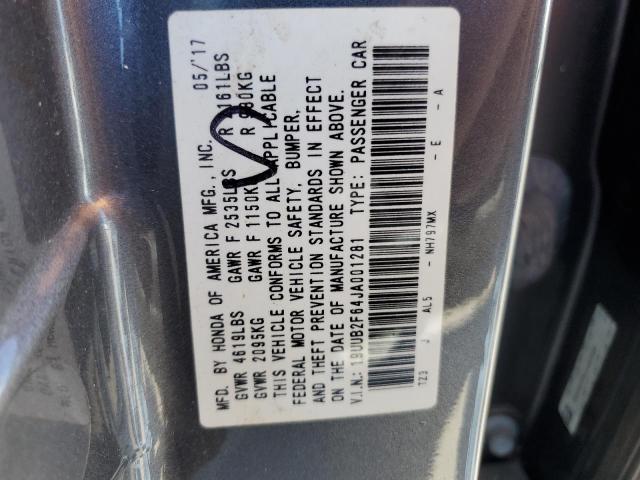 MFD. BY HONDA OF AMERICA MFG., INC. 05/'17
GVWR 4619LBS GAWR F 2535LBS R 161LBS
GVWR 2095KG GAWR F 1150KG R
THIS VEHICLE CONFORMS TO ALL APPLICABLE
FEDERAL MOTOR VEHICLE SAFETY, BUMPER,
AND THEFT PREVENTION STANDARDS IN EFFECT
ON THE DATE OF MANUFACTURE SHOWN ABOVE.
V.I.N.: 19UUB2F64JA001281 TYPE: PASSENGER CAR
TZ3 J AL5 - NH797MX - E - A